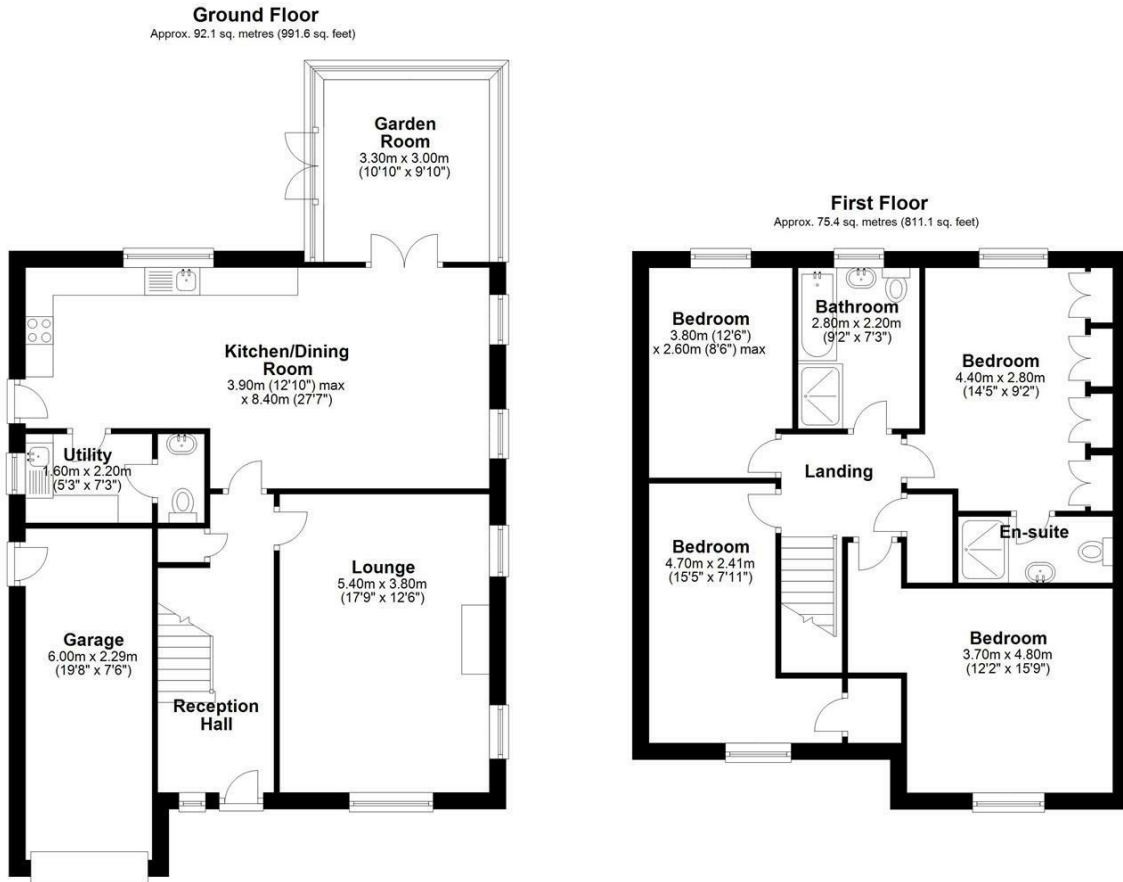 Ground Floor
Approx. 92.1 sq. metres (991.6 sq. feet)
Garden
Room
3.30m x 3.00m
(10'10" x 9'10")
Kitchen/Dining
Room
3.90m (12'10") max
x 8.40m (27'7")
Utility
1.60m x 2.20m
(5'3" x 7'3")
Lounge
5.40m x 3.80m
(17'9" x 12'6")
Garage
6.00m x 2.29m
(19'8" x 7'6")
Reception
Hall
First Floor
Approx. 75.4 sq. metres (811.1 sq. feet)
Bedroom
3.80m (12'6")
x 2.60m (8'6") max
Bathroom
2.80m x 2.20m
(9'2" x 7'3")
Bedroom
4.40m x 2.80m
(14'5" x 9'2")
Landing
En-suite
Bedroom
4.70m x 2.41m
(15'5" x 7'11")
Bedroom
3.70m x 4.80m
(12'2" x 15'9")